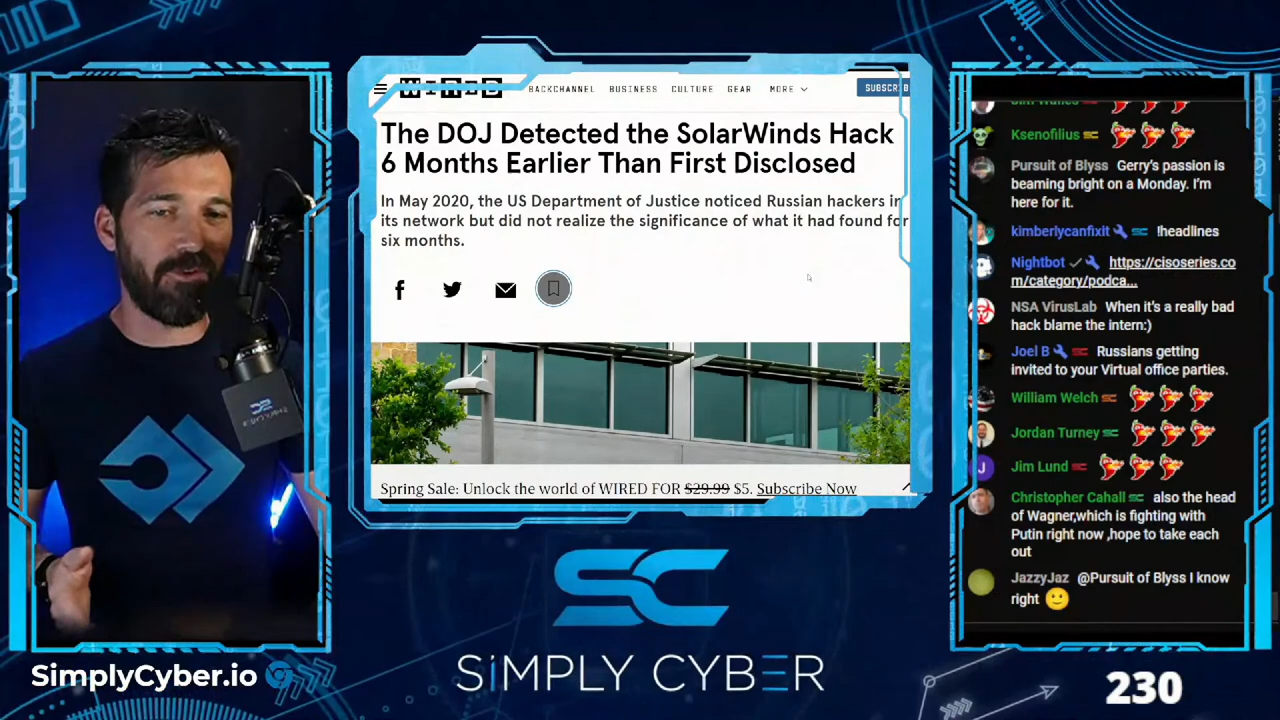 WIRED
BACKCHANNEL BUSINESS CULTURE GEAR MORE
SUBSCRIB
The DOJ Detected the SolarWinds Hack
6 Months Earlier Than First Disclosed
In May 2020, the US Department of Justice noticed Russian hackers in
its network but did not realize the significance of what it had found for
six months.
Spring Sale: Unlock the world of WIRED FOR $29.99 $5. Subscribe Now
SC
SIMPLY CYBER
SimplyCyber.io
Ksenofilius
Pursuit of Blyss Gerry's passion is
beaming bright on a Monday. I'm
here for it.
kimberlycanfixit !headlines
Nightbot https://cisoseries.co
m/category/podca...
NSA VirusLab When it's a really bad
hack blame the intern:)
Joel B Russians getting
invited to your Virtual office parties.
William Welch
Jordan Turney
J
Jim Lund
Christopher Cahall also the head
of Wagner,which is fighting with
Putin right now ,hope to take each
out
JazzyJaz @Pursuit of Blyss I know
right
230